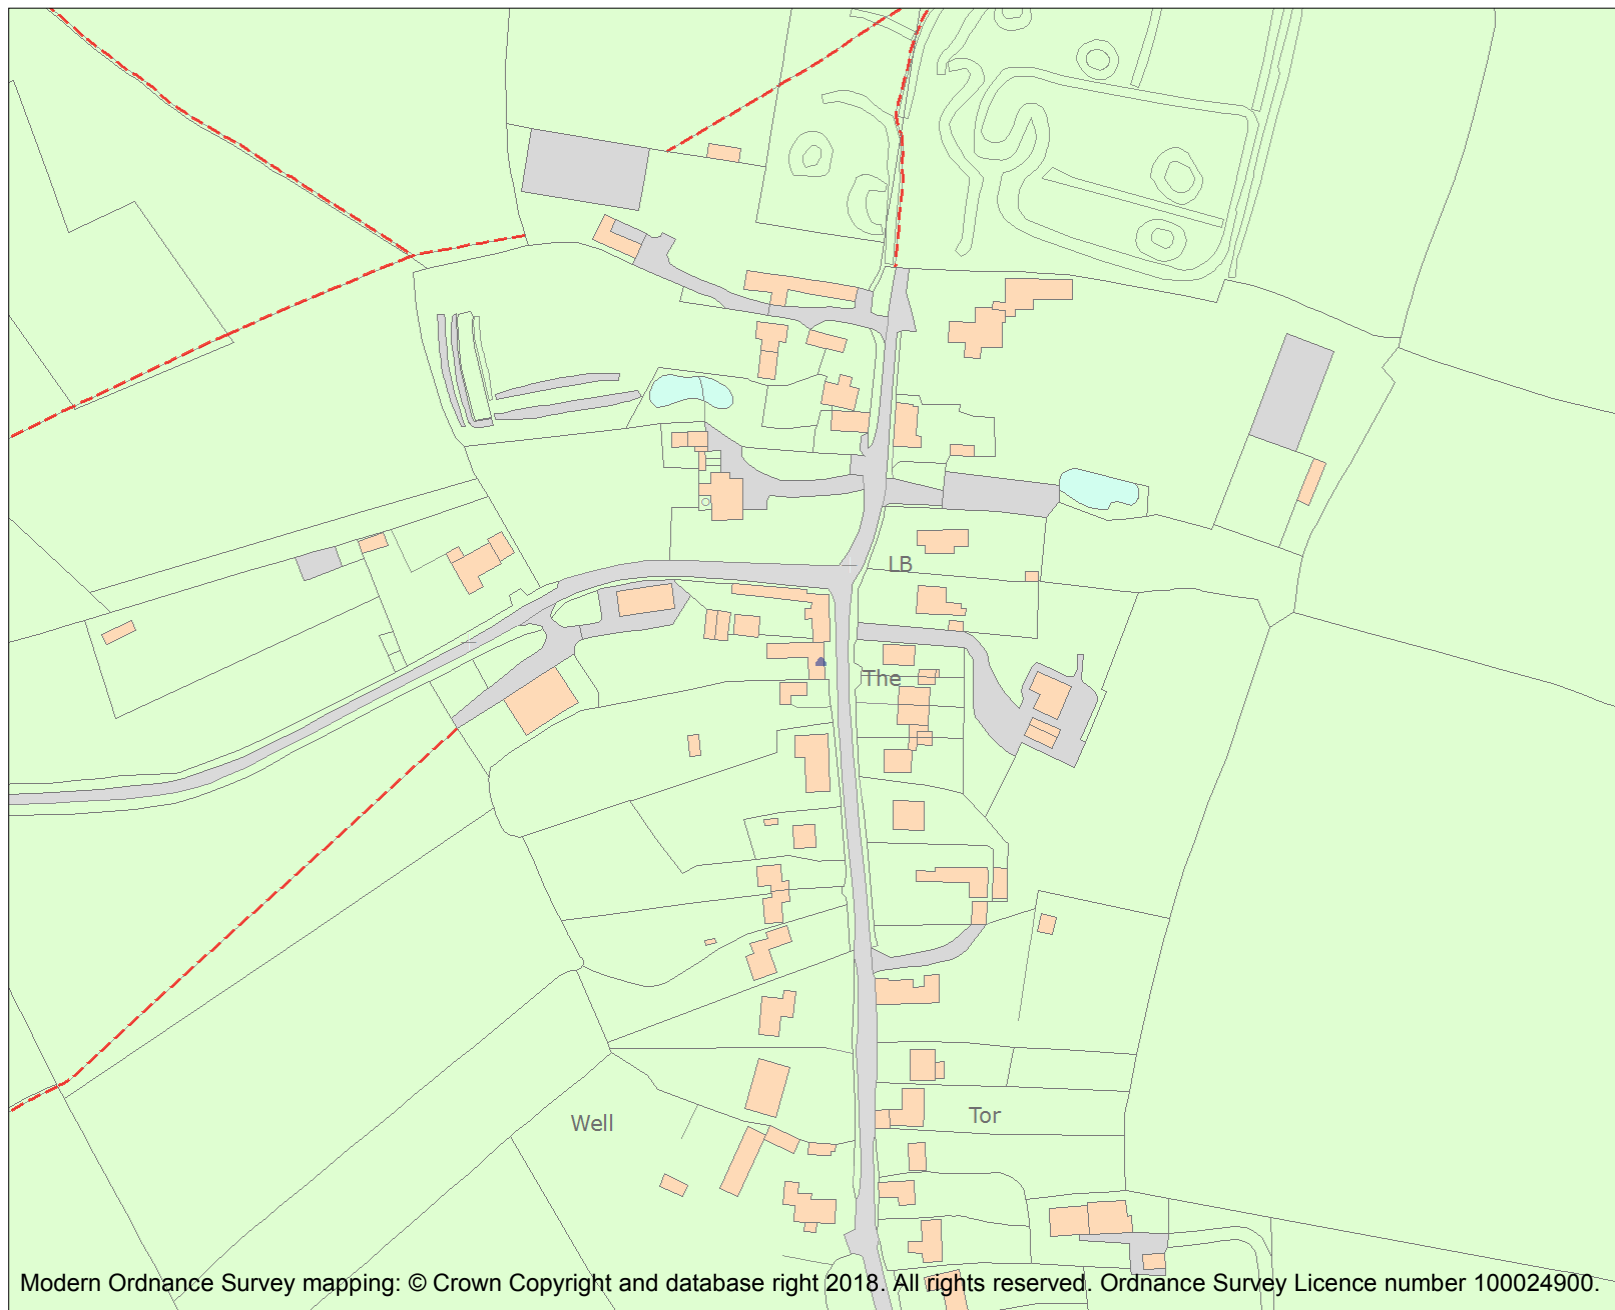 LB
The
Tor
Well
Modern Ordnance Survey mapping: © Crown Copyright and database right 2018. All rights reserved. Ordnance Survey Licence number 100024900.